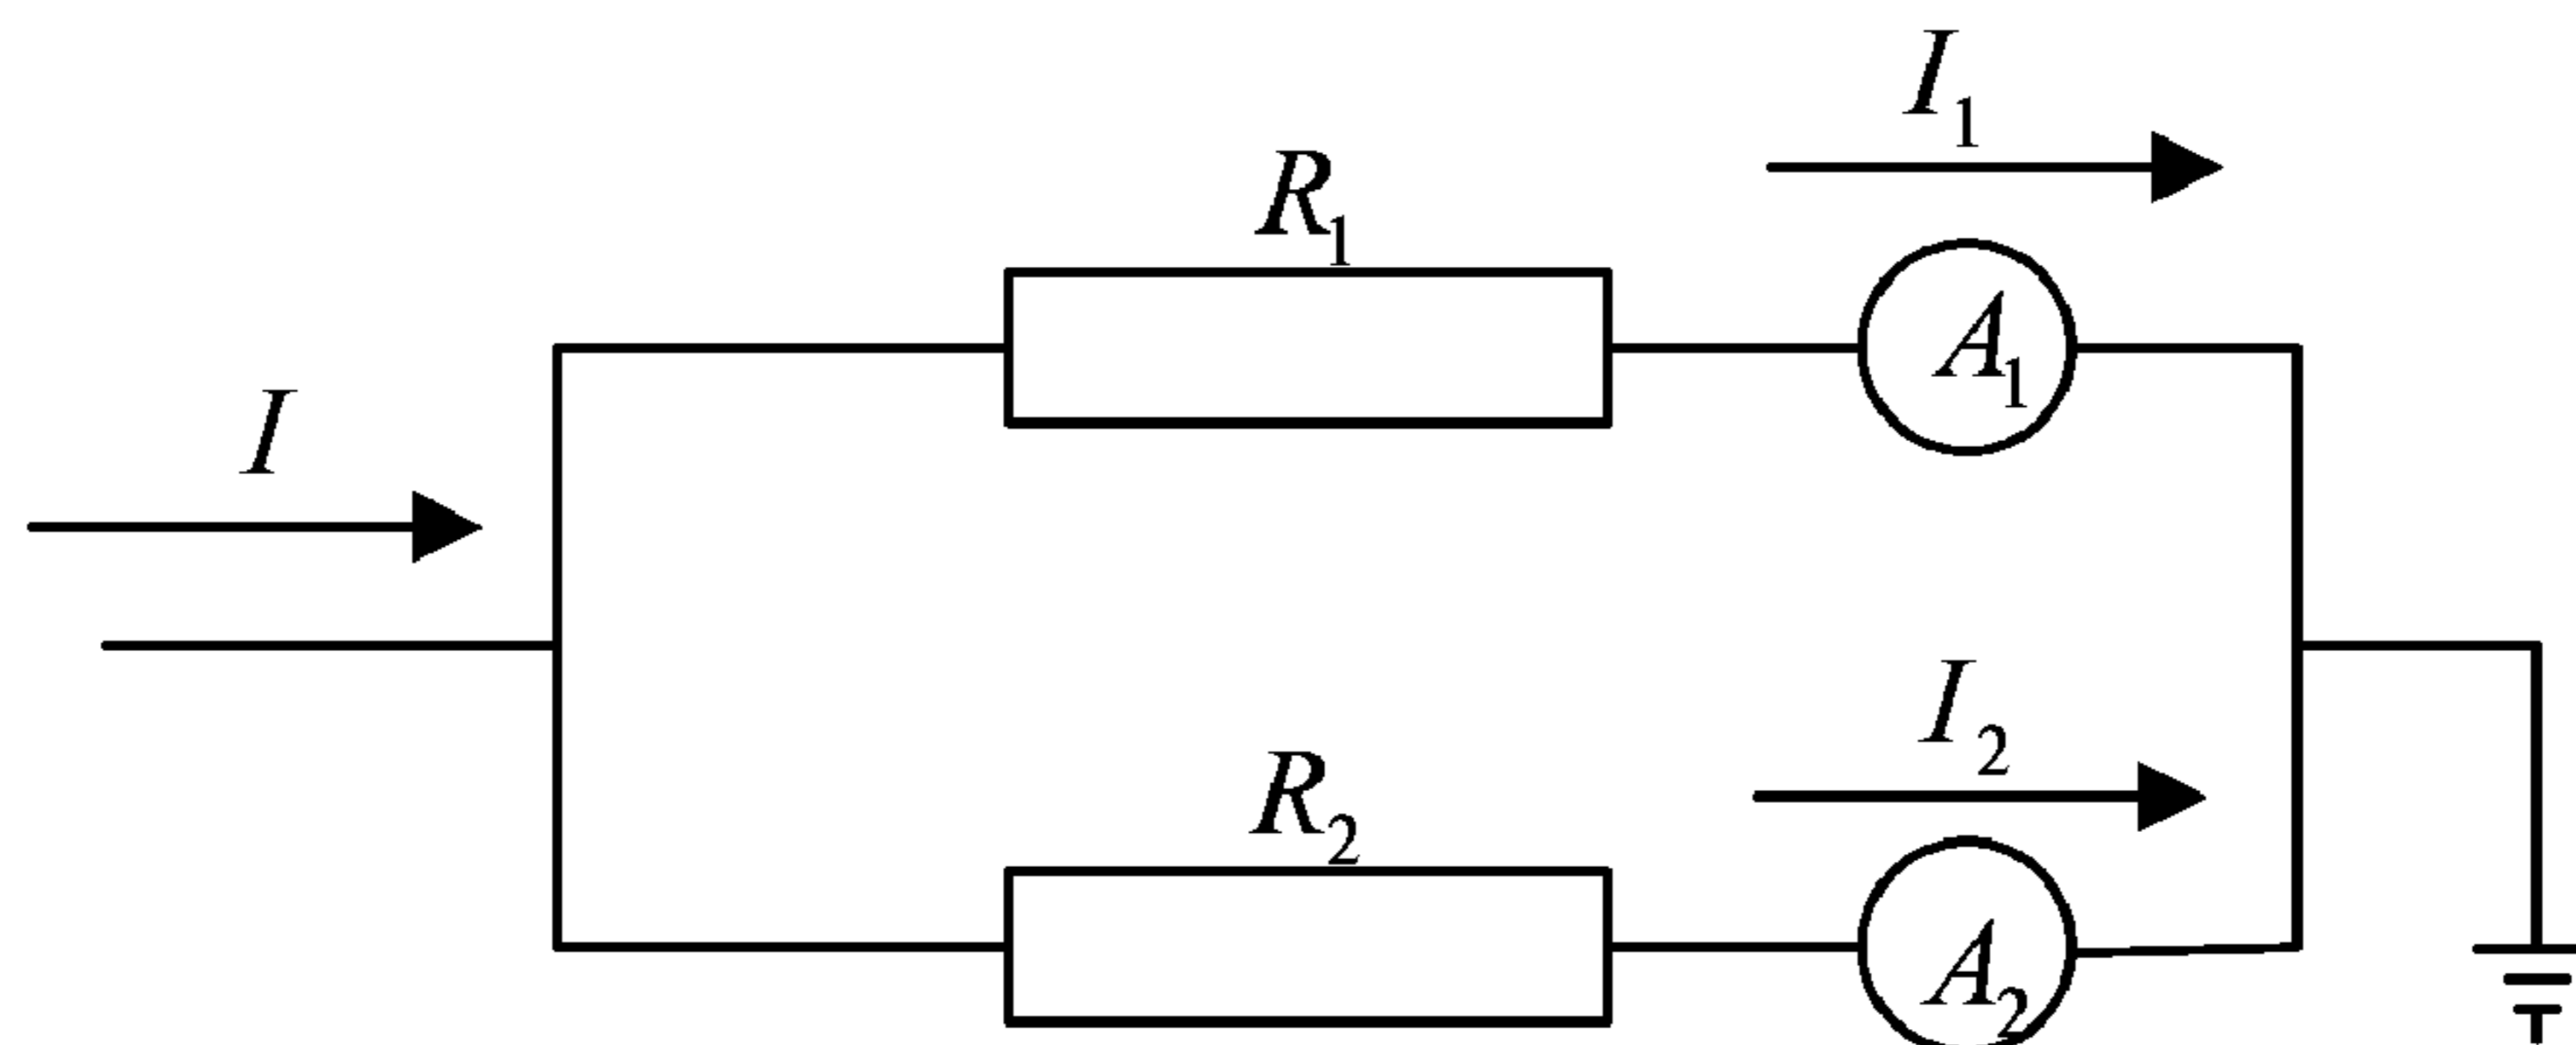 I₁
R₁
A₁
I
I₂
R₂
A₂